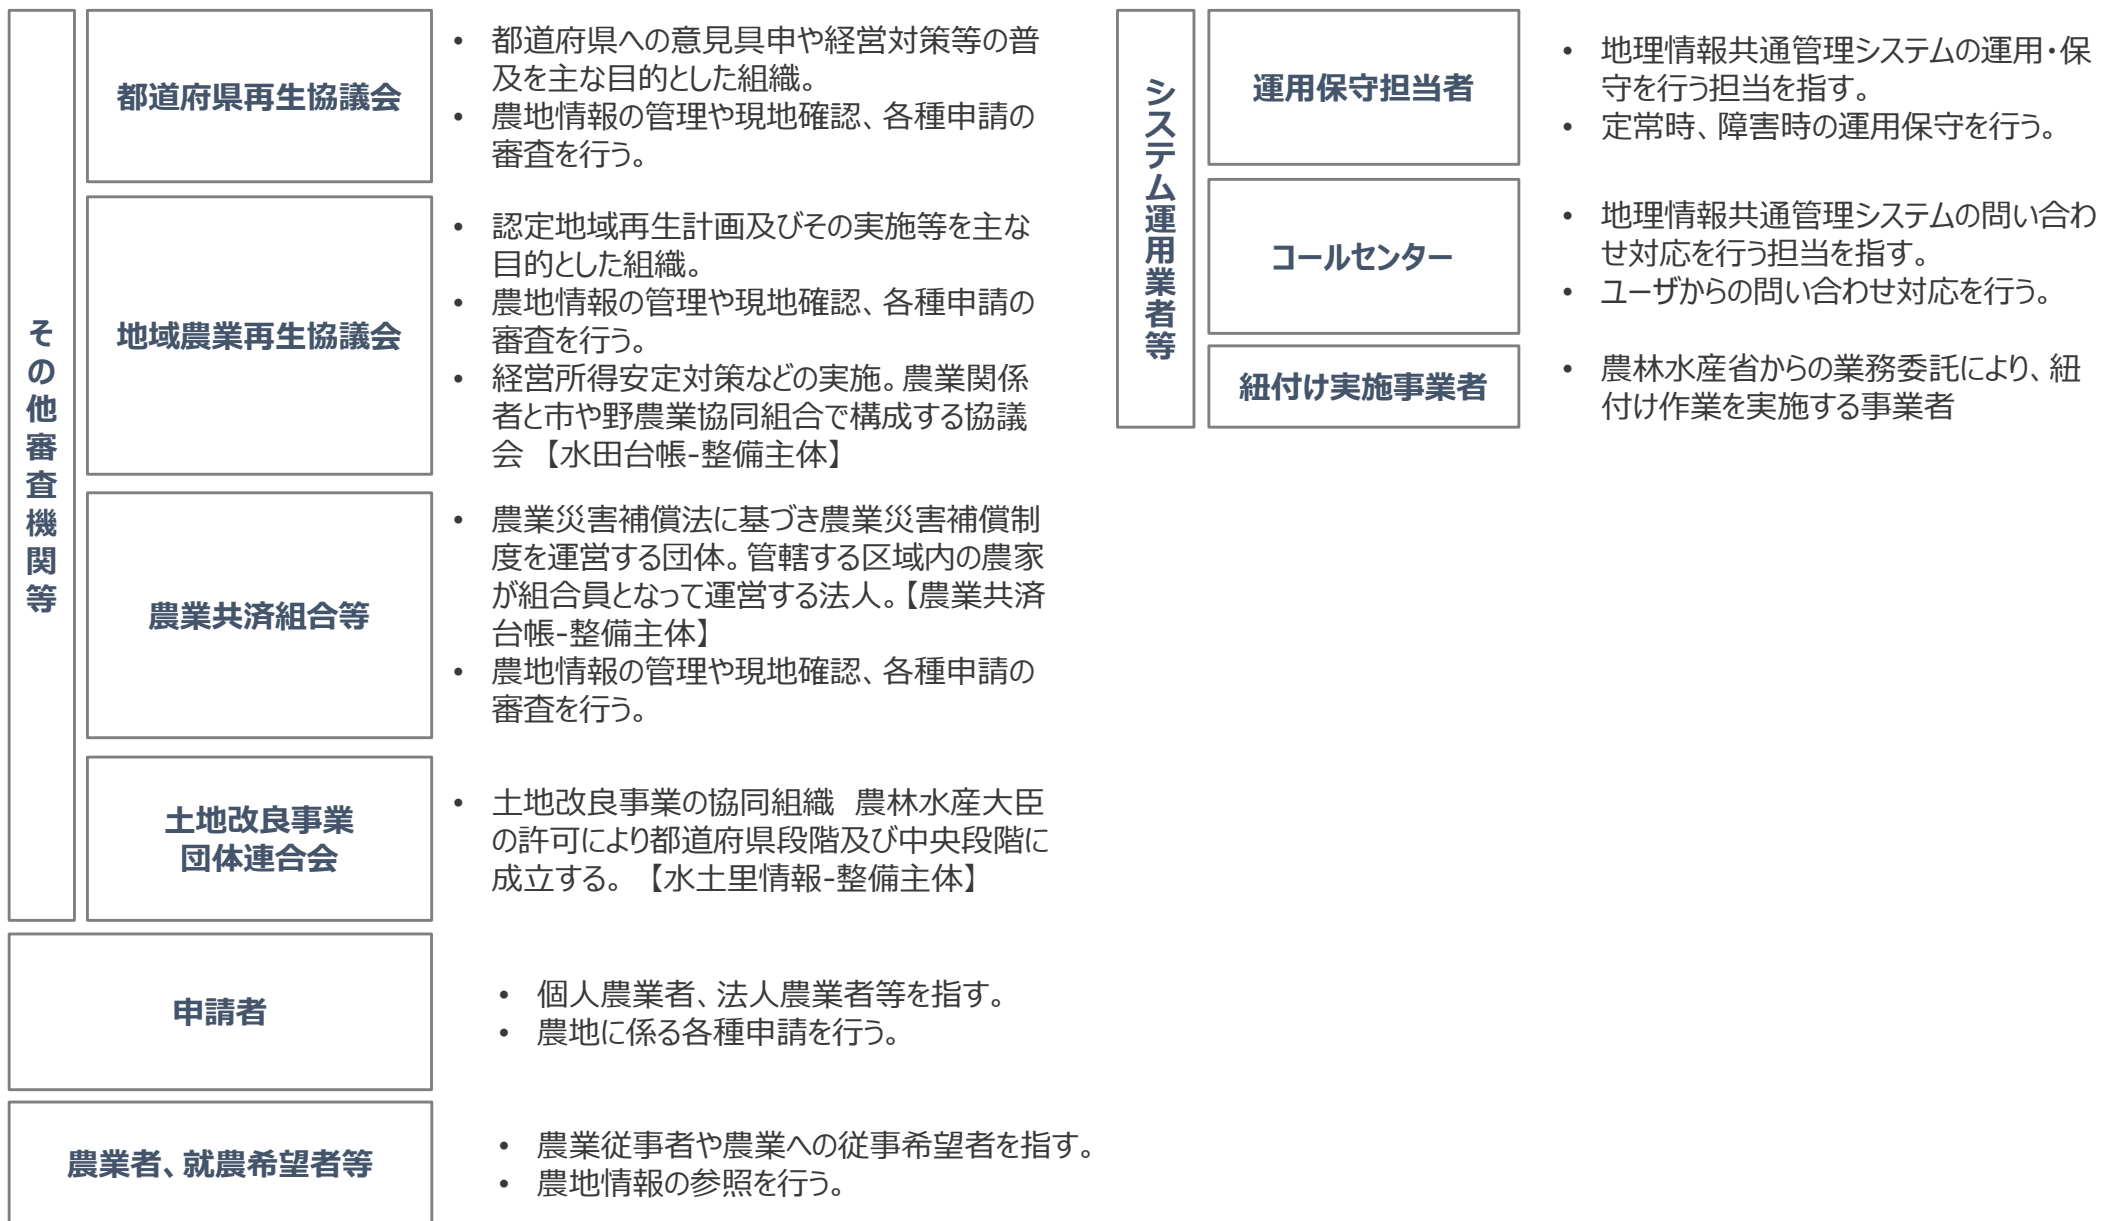 その他審査機関等
都道府県再生協議会
• 都道府県への意見具申や経営対策等の普
及を主な目的とした組織。
• 農地情報の管理や現地確認、各種申請の
審査を行う。
地域農業再生協議会
• 認定地域再生計画及びその実施等を主な
目的とした組織。
• 農地情報の管理や現地確認、各種申請の
審査を行う。
• 経営所得安定対策などの実施。農業関係
者と市や野農業協同組合で構成する協議
会 【水田台帳-整備主体】
農業共済組合等
• 農業災害補償法に基づき農業災害補償制
度を運営する団体。管轄する区域内の農家
が組合員となって運営する法人。【農業共済
台帳-整備主体】
• 農地情報の管理や現地確認、各種申請の
審査を行う。
土地改良事業
団体連合会
• 土地改良事業の協同組織 農林水産大臣
の許可により都道府県段階及び中央段階に
成立する。 【水土里情報-整備主体】
申請者
• 個人農業者、法人農業者等を指す。
• 農地に係る各種申請を行う。
農業者、就農希望者等
• 農業従事者や農業への従事希望者を指す。
• 農地情報の参照を行う。
システム運用業者等
運用保守担当者
• 地理情報共通管理システムの運用・保
守を行う担当を指す。
• 定常時、障害時の運用保守を行う。
コールセンター
• 地理情報共通管理システムの問い合わ
せ対応を行う担当を指す。
• ユーザからの問い合わせ対応を行う。
紐付け実施事業者
• 農林水産省からの業務委託により、紐
付け作業を実施する事業者